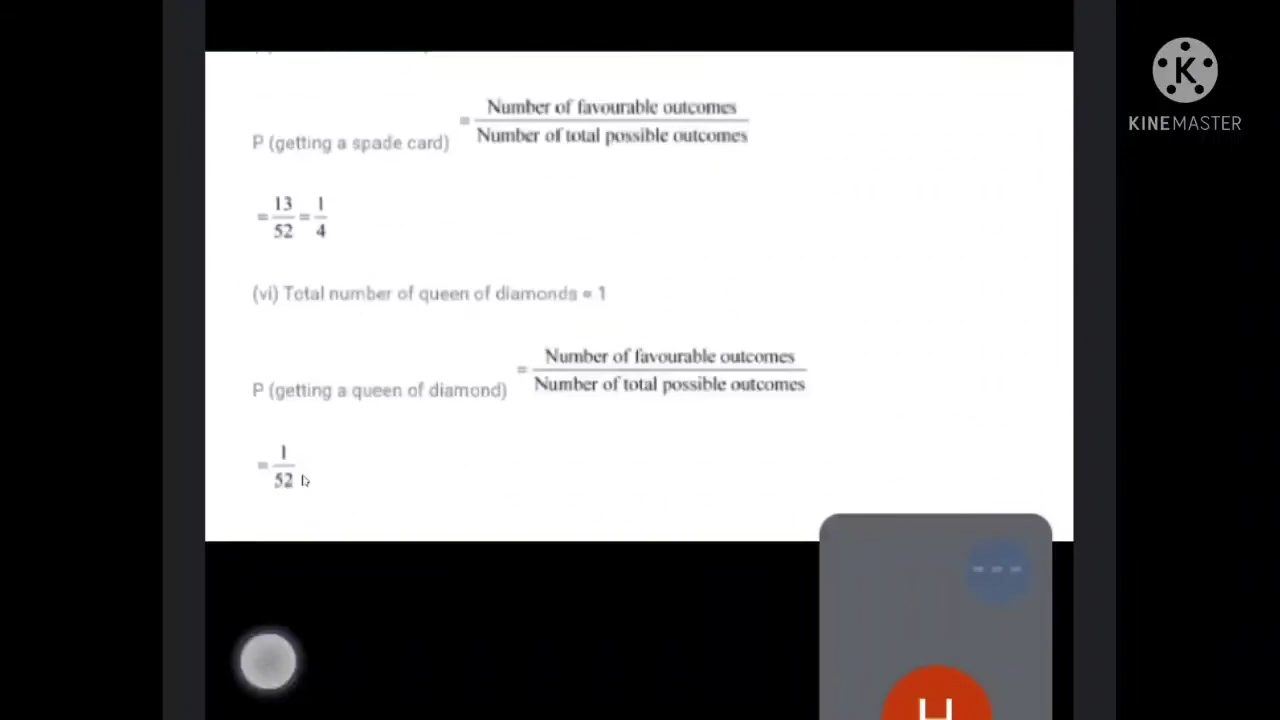 K
KINEMASTER
P (getting a spade card) = Number of favourable outcomes / Number of total possible outcomes
= 13/52 = 1/4
(vi) Total number of queen of diamonds = 1
P (getting a queen of diamond) = Number of favourable outcomes / Number of total possible outcomes
= 1/52
H